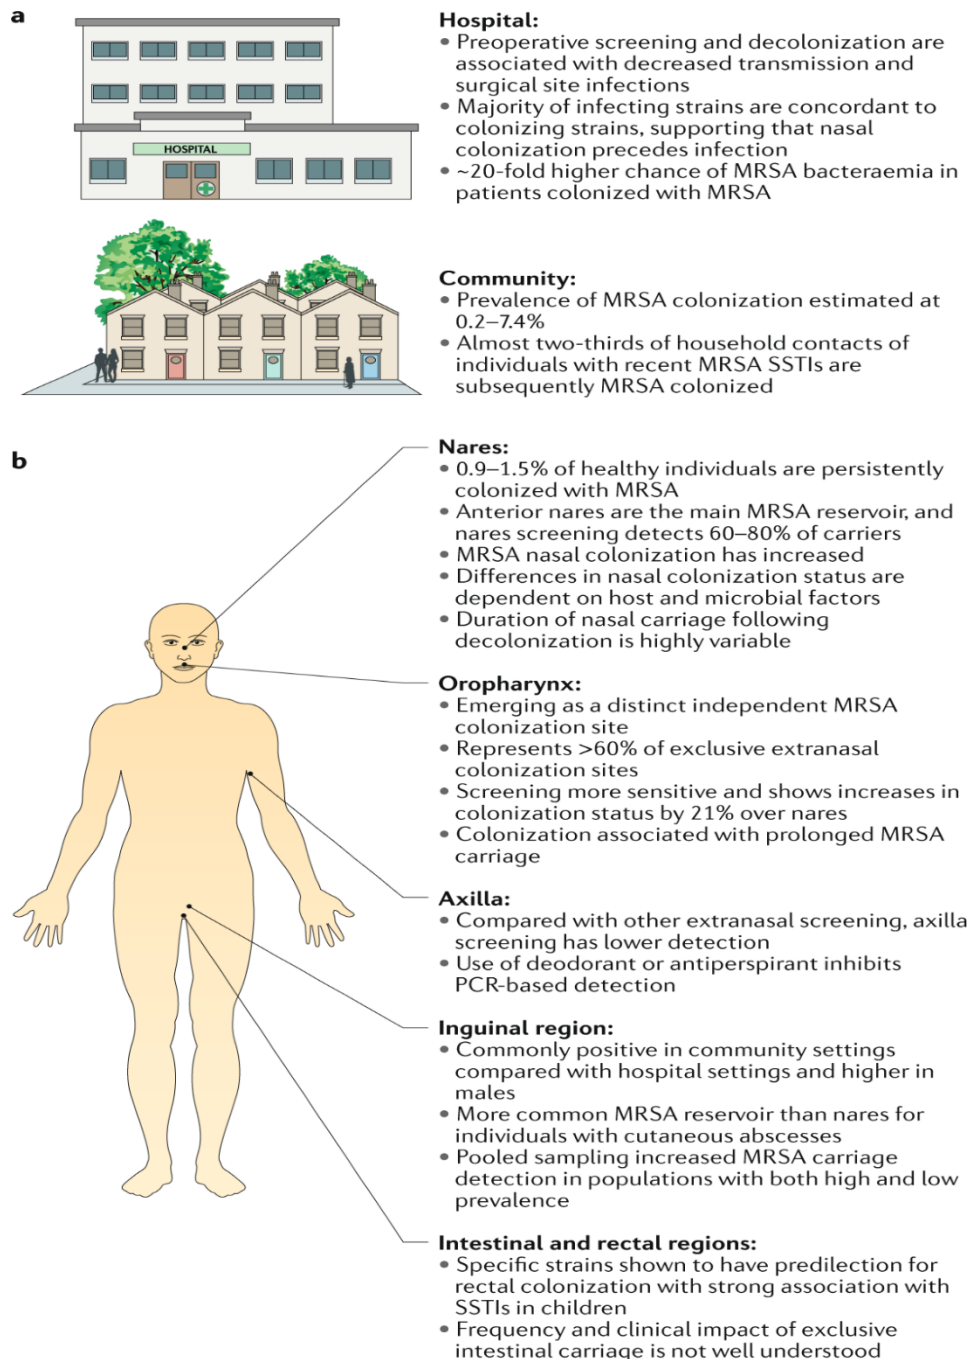 a
Hospital:
• Preoperative screening and decolonization are
associated with decreased transmission and
surgical site infections
• Majority of infecting strains are concordant to
colonizing strains, supporting that nasal
colonization precedes infection
• ~20-fold higher chance of MRSA bacteraemia in
patients colonized with MRSA
HOSPITAL
Community:
• Prevalence of MRSA colonization estimated at
0.2–7.4%
• Almost two-thirds of household contacts of
individuals with recent MRSA SSTIs are
subsequently MRSA colonized
b
Nares:
• 0.9–1.5% of healthy individuals are persistently
colonized with MRSA
• Anterior nares are the main MRSA reservoir, and
nares screening detects 60–80% of carriers
• MRSA nasal colonization has increased
• Differences in nasal colonization status are
dependent on host and microbial factors
• Duration of nasal carriage following
decolonization is highly variable
Oropharynx:
• Emerging as a distinct independent MRSA
colonization site
• Represents >60% of exclusive extranasal
colonization sites
• Screening more sensitive and shows increases in
colonization status by 21% over nares
• Colonization associated with prolonged MRSA
carriage
Axilla:
• Compared with other extranasal screening, axilla
screening has lower detection
• Use of deodorant or antiperspirant inhibits
PCR-based detection
Inguinal region:
• Commonly positive in community settings
compared with hospital settings and higher in
males
• More common MRSA reservoir than nares for
individuals with cutaneous abscesses
• Pooled sampling increased MRSA carriage
detection in populations with both high and low
prevalence
Intestinal and rectal regions:
• Specific strains shown to have predilection for
rectal colonization with strong association with
SSTIs in children
• Frequency and clinical impact of exclusive
intestinal carriage is not well understood